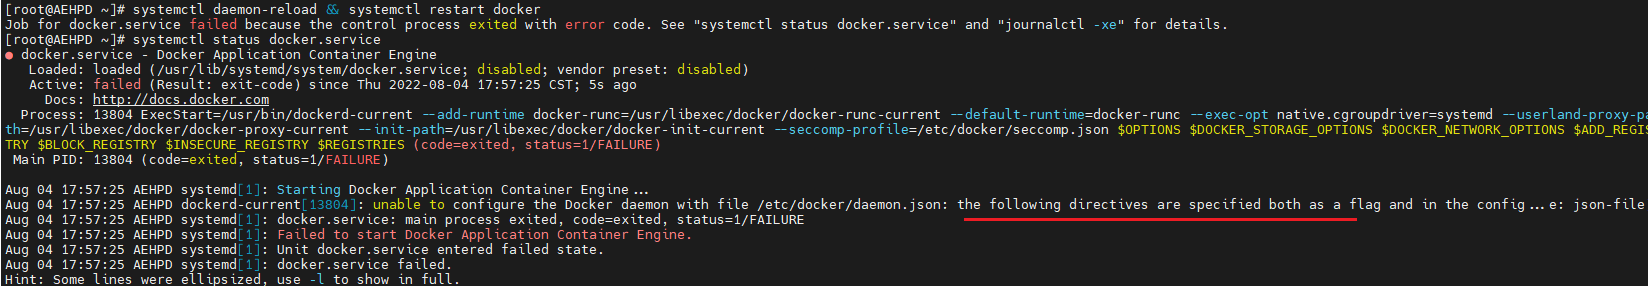 [root@AEHPD ~]# systemctl daemon-reload && systemctl restart docker
Job for docker.service failed because the control process exited with error code. See "systemctl status docker.service" and "journalctl -xe" for details.
[root@AEHPD ~]# systemctl status docker.service
● docker.service - Docker Application Container Engine
Loaded: loaded (/usr/lib/systemd/system/docker.service; disabled; vendor preset: disabled)
Active: failed (Result: exit-code) since Thu 2022-08-04 17:57:25 CST; 5s ago
Docs: http://docs.docker.com
Process: 13804 ExecStart=/usr/bin/dockerd-current --add-runtime docker-runc=/usr/libexec/docker/docker-runc-current --default-runtime=docker-runc --exec-opt native.cgroupdriver=systemd --userland-proxy-pa
th=/usr/libexec/docker/docker-proxy-current --init-path=/usr/libexec/docker/docker-init-current --seccomp-profile=/etc/docker/seccomp.json $OPTIONS $DOCKER_STORAGE_OPTIONS $DOCKER_NETWORK_OPTIONS $ADD_REGIS
TRY $BLOCK_REGISTRY $INSECURE_REGISTRY $REGISTRIES (code=exited, status=1/FAILURE)
Main PID: 13804 (code=exited, status=1/FAILURE)
Aug 04 17:57:25 AEHPD systemd[1]: Starting Docker Application Container Engine...
Aug 04 17:57:25 AEHPD dockerd-current[13804]: unable to configure the Docker daemon with file /etc/docker/daemon.json: the following directives are specified both as a flag and in the config...e: json-file
Aug 04 17:57:25 AEHPD systemd[1]: docker.service: main process exited, code=exited, status=1/FAILURE
Aug 04 17:57:25 AEHPD systemd[1]: Failed to start Docker Application Container Engine.
Aug 04 17:57:25 AEHPD systemd[1]: Unit docker.service entered failed state.
Aug 04 17:57:25 AEHPD systemd[1]: docker.service failed.
Hint: Some lines were ellipsized, use -l to show in full.